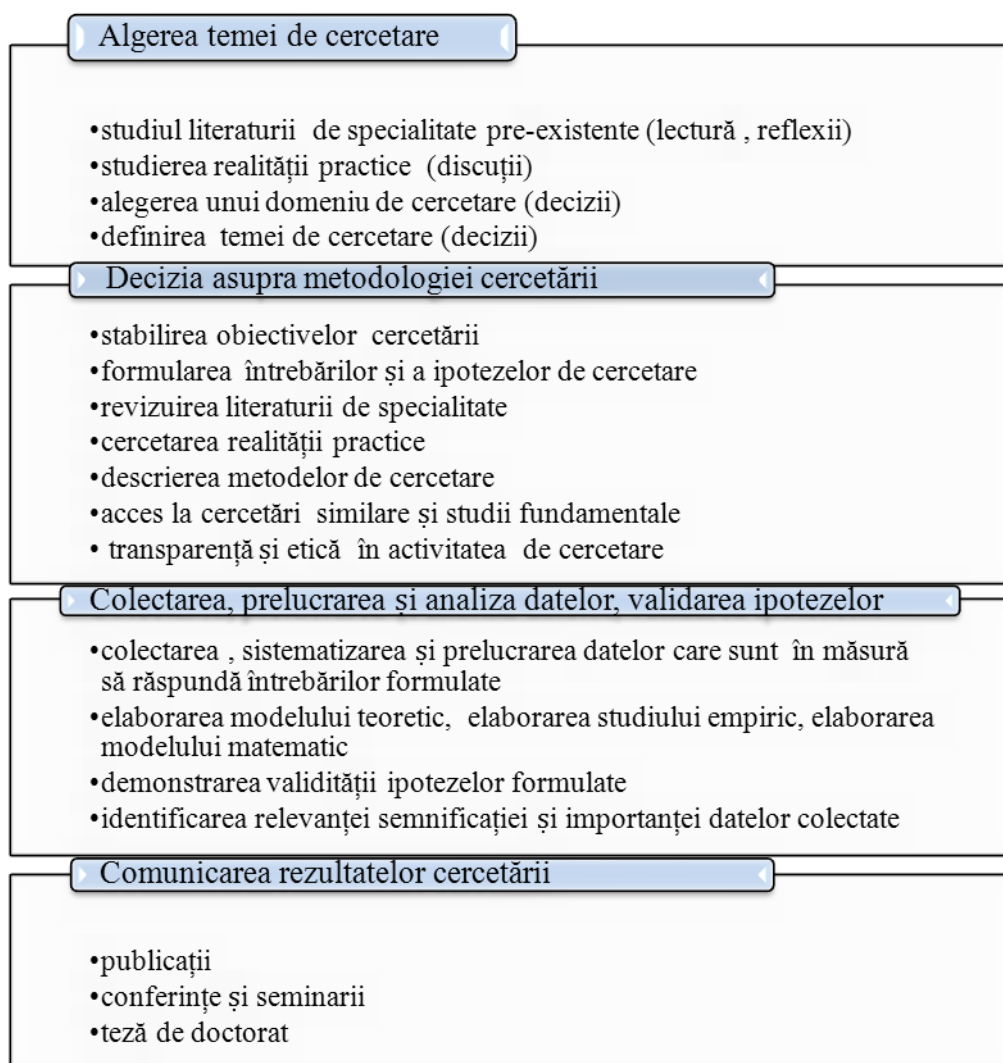 Algerea temei de cercetare
•studiul literaturii de specialitate pre-existente (lectură , reflexii)
•studierea realității practice (discuții)
•alegerea unui domeniu de cercetare (decizii)
•definirea temei de cercetare (decizii)
Decizia asupra metodologiei cercetării
•stabilirea obiectivelor cercetării
•formularea întrebărilor și a ipotezelor de cercetare
•revizuirea literaturii de specialitate
•cercetarea realității practice
•descrierea metodelor de cercetare
•acces la cercetări similare și studii fundamentale
• transparență și etică în activitatea de cercetare
Colectarea, prelucrarea și analiza datelor, validarea ipotezelor
•colectarea , sistematizarea și prelucrarea datelor care sunt în măsură
să răspundă întrebărilor formulate
•elaborarea modelului teoretic, elaborarea studiului empiric, elaborarea
modelului matematic
•demonstrarea validității ipotezelor formulate
•identificarea relevanței semnificației și importanței datelor colectate
Comunicarea rezultatelor cercetării
•publicații
•conferințe și seminarii
•teză de doctorat